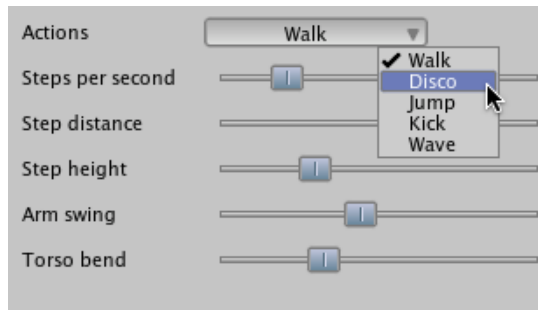 Actions Walk
Walk
Steps per second
Disco
Jump
Step distance
Kick
Wave
Step height
Arm swing
Torso bend